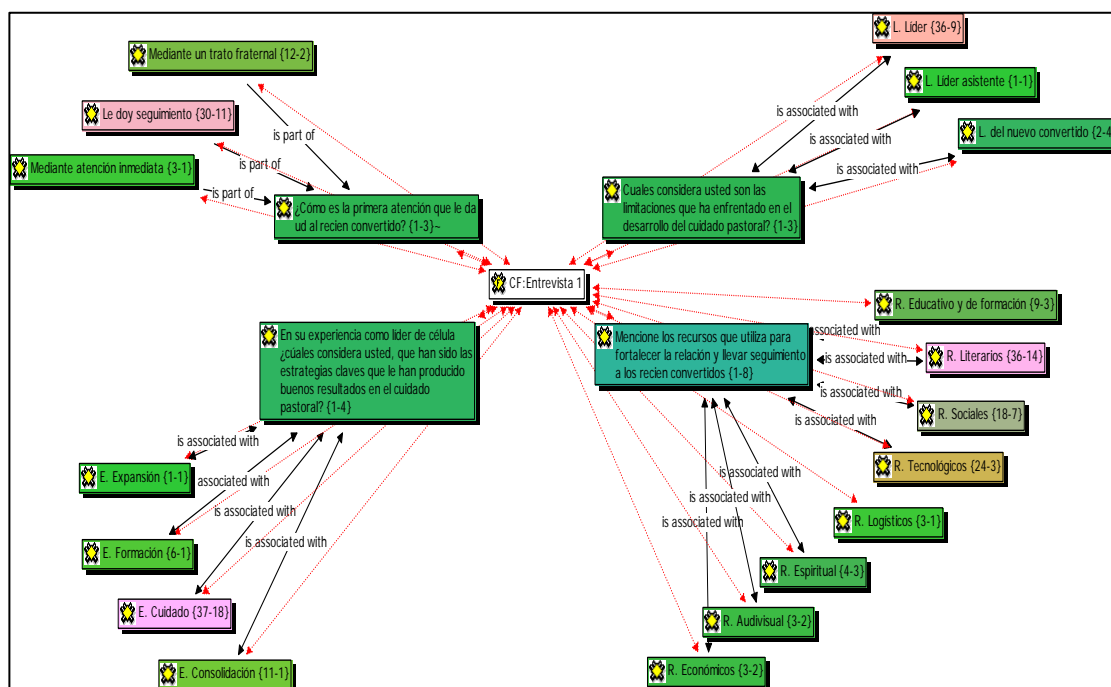 Mediante un trato fraternal {12-2}
Le doy seguimiento {30-11}
Mediante atención inmediata {3-1}
is part of
is part of
is part of
¿Cómo es la primera atención que le da
ud al recien convertido? {1-3}~
L. Líder {36-9}
L. Líder asistente {1-1}
L. del nuevo convertido {2-4
is associated with
is associated with
is associated with
Cuales considera usted son las
limitaciones que ha enfrentado en el
desarrollo del cuidado pastoral? {1-3}
CF:Entrevista 1
En su experiencia como líder de célula
¿cúales considera usted, que han sido las
estrategias claves que le han producido
buenos resultados en el cuidado
pastoral? {1-4}
is associated with
is associated with
is associated with
is associated with
E. Expansión {1-1}
E. Formación {6-1}
E. Cuidado {37-18}
E. Consolidación {11-1}
Mencione los recursos que utiliza para
fortalecer la relación y llevar seguimiento
a los recien convertidos {1-8}
R. Educativo y de formación {9-3}
associated with
R. Literarios {36-14}
is associated with
is associated with
R. Sociales {18-7}
is associated with
R. Tecnológicos {24-3}
is associated with
is associated with
is associated with
is associated with
R. Logísticos {3-1}
R. Espiritual {4-3}
R. Audivisual {3-2}
R. Económicos {3-2}